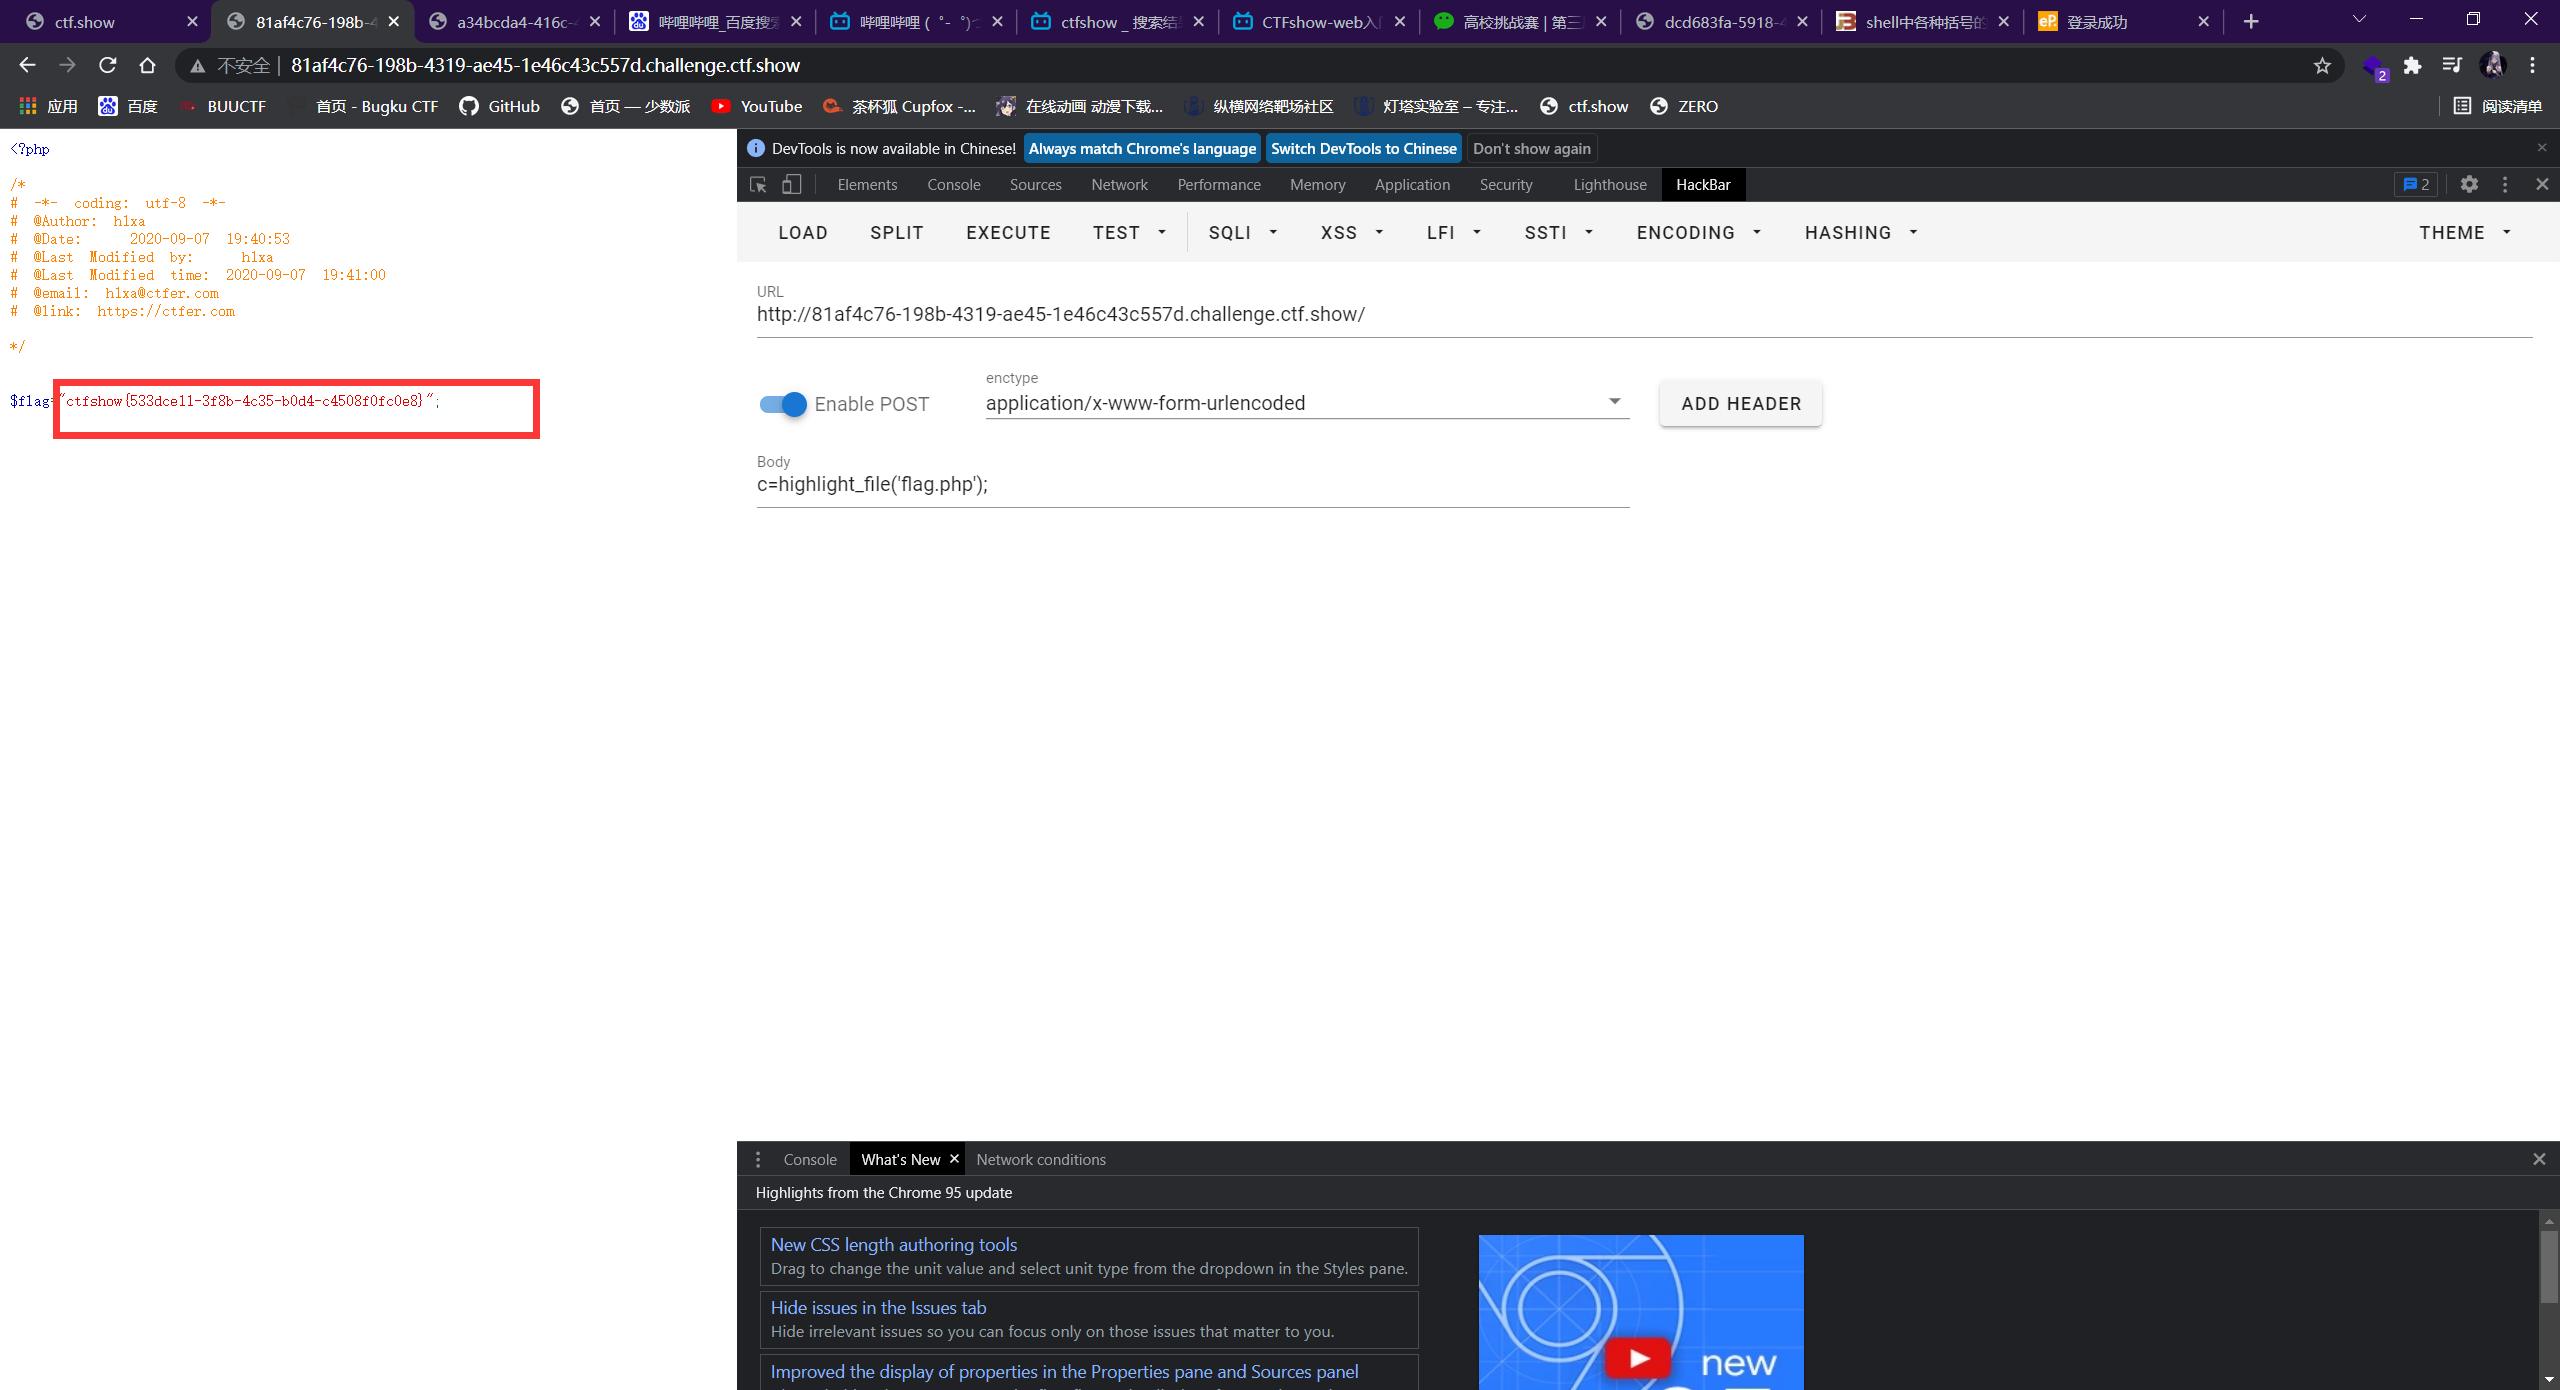 ctf.show
81af4c76-198b-4
a34bcda4-416c-4
哔哩哔哩_百度搜索
哔哩哔哩 (゜-゜)つ
ctfshow _ 搜索结
CTFshow-web入
高校挑战赛 | 第三
dcd683fa-5918-4
shell中各种括号的
登录成功
不安全 | 81af4c76-198b-4319-ae45-1e46c43c557d.challenge.ctf.show
2
应用 百度 BUUCTF 首页 - Bugku CTF GitHub 首页 — 少数派 YouTube 茶杯狐 Cupfox -... 在线动画 动漫下载... 纵横网络靶场社区 灯塔实验室 – 专注... ctf.show ZERO 阅读清单
<?php
/*
# -*- coding: utf-8 -*-
# @Author: h1xa
# @Date: 2020-09-07 19:40:53
# @Last Modified by: h1xa
# @Last Modified time: 2020-09-07 19:41:00
# @email: h1xa@ctfer.com
# @link: https://ctfer.com
*/
$flag="ctfshow{533dce11-3f8b-4c35-b0d4-c4508f0fc0e8}";
DevTools is now available in Chinese! Always match Chrome's language Switch DevTools to Chinese Don't show again
Elements Console Sources Network Performance Memory Application Security Lighthouse HackBar 2
LOAD SPLIT EXECUTE TEST SQLI XSS LFI SSTI ENCODING HASHING THEME
URL
http://81af4c76-198b-4319-ae45-1e46c43c557d.challenge.ctf.show/
Enable POST
enctype
application/x-www-form-urlencoded
ADD HEADER
Body
c=highlight_file('flag.php');
Console What's New Network conditions
Highlights from the Chrome 95 update
New CSS length authoring tools
Drag to change the unit value and select unit type from the dropdown in the Styles pane.
Hide issues in the Issues tab
Hide irrelevant issues so you can focus only on those issues that matter to you.
Improved the display of properties in the Properties pane and Sources panel
new